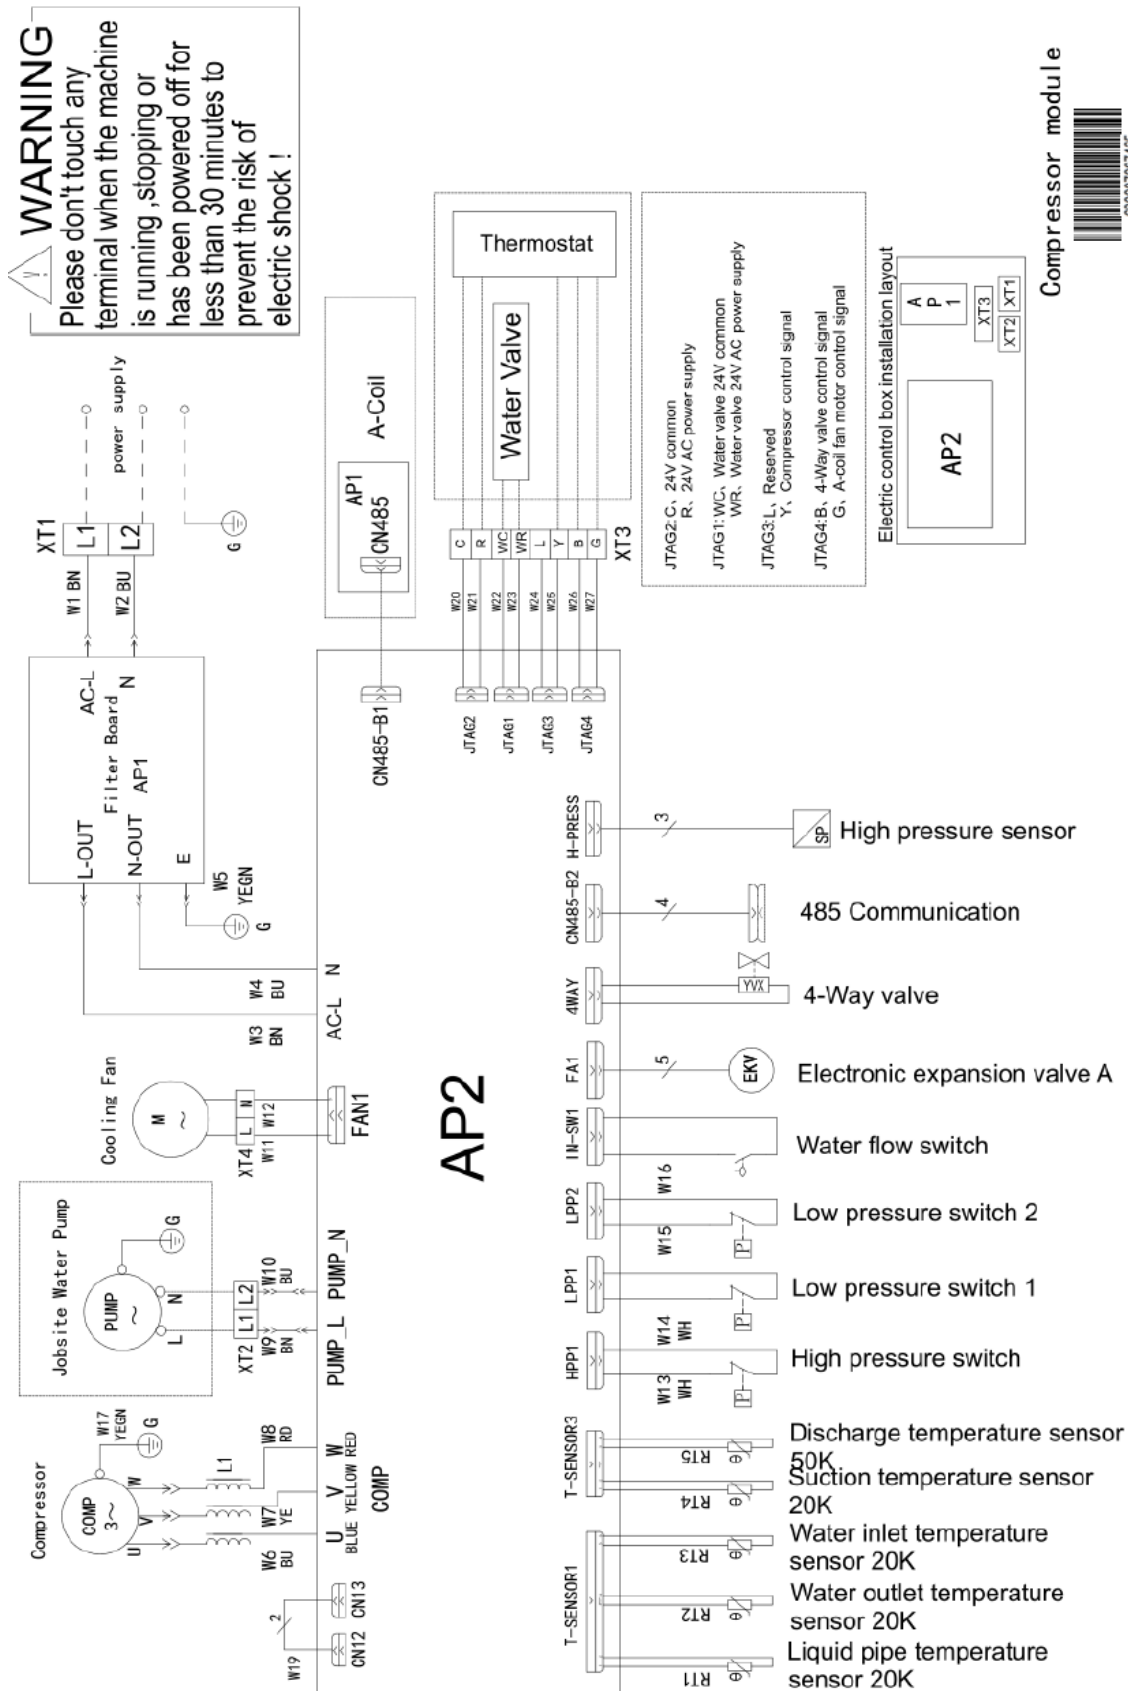 WARNING
Please don't touch any
terminal when the machine
is running ,stopping or
has been powered off for
less than 30 minutes to
prevent the risk of
electric shock !
Compressor module
power supply
XT1
L1
L2
G
W1 BN
W2 BU
AC-L
N
Filter Board
AP1
L-OUT
N-OUT
E
W5
YEGN
G
W4
BU
W3
BN
AC-L
N
A-Coil
AP1
CN485
CN485-B1
Thermostat
Water Valve
C
R
WC
WR
L
Y
B
G
XT3
W20
W21
W22
W23
W24
W25
W26
W27
JTAG2
JTAG1
JTAG3
JTAG4
JTAG2:C、24V common
R、24V AC power supply
JTAG1:WC、Water valve 24V common
WR、Water valve 24V AC power supply
JTAG3:L、Reserved
Y、Compressor control signal
JTAG4:B、4-Way valve control signal
G、A-coil fan motor control signal
Electric control box installation layout
AP1
XT3
XT2
XT1
AP2
Cooling Fan
M
~
XT4
L
N
W11
W12
FAN1
AP2
Jobsite Water Pump
PUMP
~
G
L
N
XT2
L1
L2
W9
BN
W10
BU
PUMP_L
PUMP_N
Compressor
COMP
3~
W17
YEGN
G
U
V
W
L1
W6
BU
W7
YE
W8
RD
U
V
W
BLUE
YELLOW
RED
COMP
2
W19
CN12
CN13
H-PRESS
3
SP
High pressure sensor
CN485-B2
4
485 Communication
4WAY
YVX
4-Way valve
FA1
5
EKV
Electronic expansion valve A
IN-SW1
Water flow switch
LPP2
W16
W15
P
Low pressure switch 2
LPP1
P
Low pressure switch 1
HPP1
W14
WH
W13
WH
P
High pressure switch
T-SENSOR3
RT5
θ
Discharge temperature sensor
50K
RT4
θ
Suction temperature sensor
20K
T-SENSOR1
RT3
θ
Water inlet temperature
sensor 20K
RT2
θ
Water outlet temperature
sensor 20K
RT1
θ
Liquid pipe temperature
sensor 20K